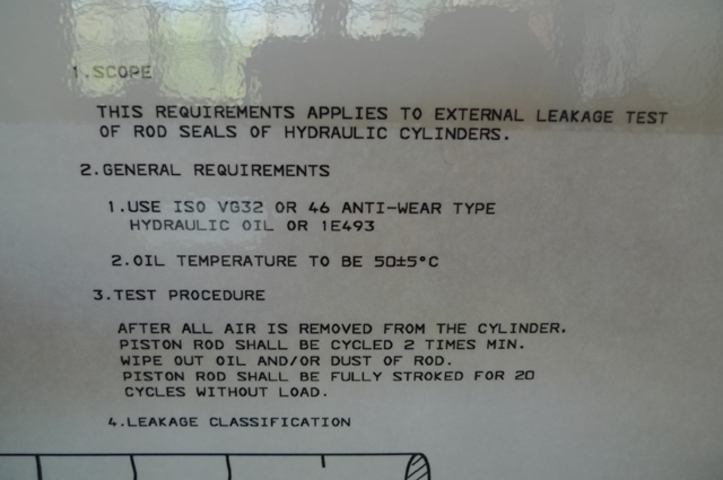 1.SCOPE
THIS REQUIREMENTS APPLIES TO EXTERNAL LEAKAGE TEST
OF ROD SEALS OF HYDRAULIC CYLINDERS.
2.GENERAL REQUIREMENTS
1.USE ISO VG32 OR 46 ANTI-WEAR TYPE
HYDRAULIC OIL OR 1E493
2.OIL TEMPERATURE TO BE 50±5°C
3.TEST PROCEDURE
AFTER ALL AIR IS REMOVED FROM THE CYLINDER.
PISTON ROD SHALL BE CYCLED 2 TIMES MIN.
WIPE OUT OIL AND/OR DUST OF ROD.
PISTON ROD SHALL BE FULLY STROKED FOR 20
CYCLES WITHOUT LOAD.
4.LEAKAGE CLASSIFICATION